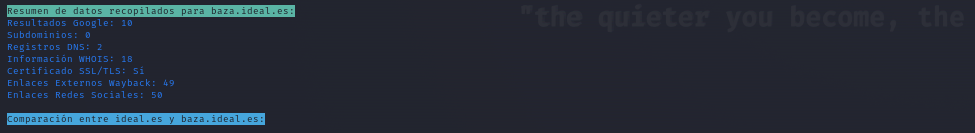 "the quieter you become, the
Resumen de datos recopilados para baza.ideal.es:
Resultados Google: 10
Subdominios: 0
Registros DNS: 2
Información WHOIS: 18
Certificado SSL/TLS: Sí
Enlaces Externos Wayback: 49
Enlaces Redes Sociales: 50
Comparación entre ideal.es y baza.ideal.es: